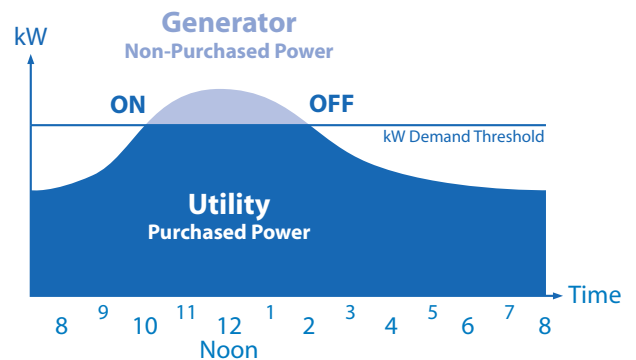 Generator
Non-Purchased Power
kW
ON
OFF
kW Demand Threshold
Utility
Purchased Power
Time
8 9 10 11 12 1 2 3 4 5 6 7 8
Noon